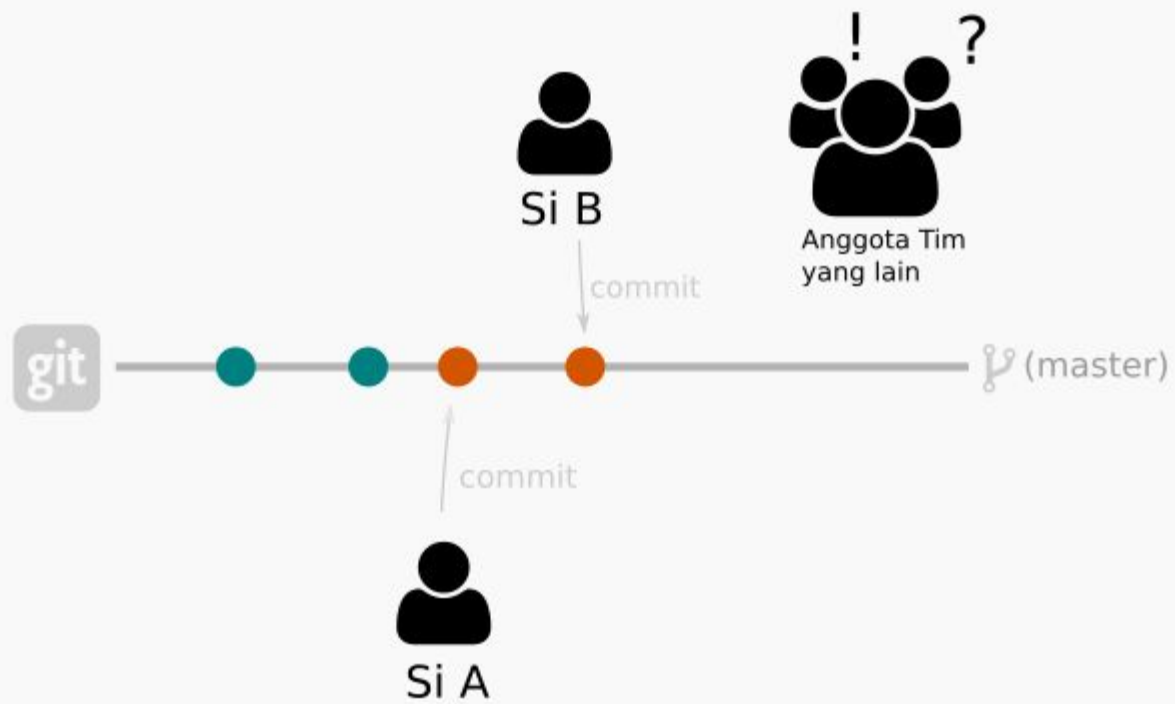 ! ?
Si B
Anggota Tim
yang lain
commit
git
(master)
commit
Si A